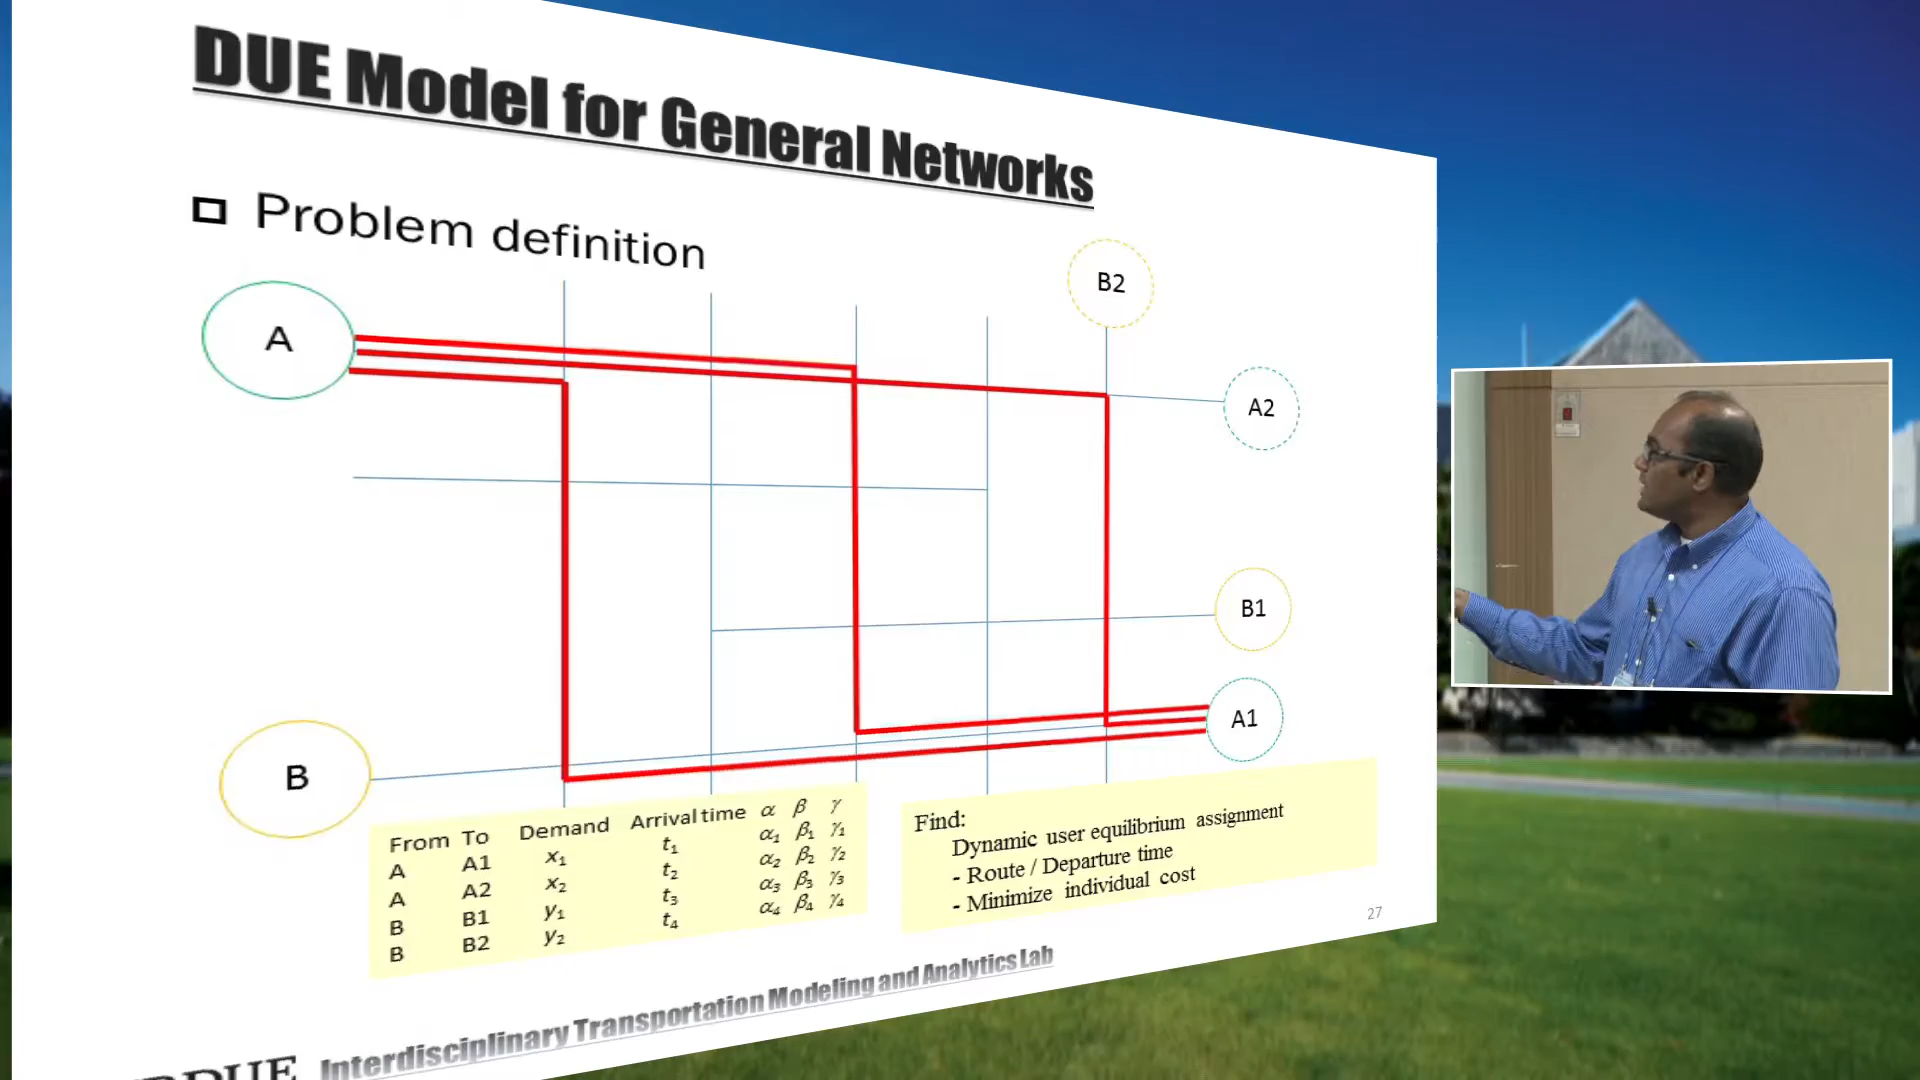 DUE Model for General Networks
Problem definition
B2
A
A2
B1
A1
B
From To Demand Arrival time α β γ
A A1 x1 t1 α1 β1 γ1
A A2 x2 t2 α2 β2 γ2
B B1 y1 t3 α3 β3 γ3
B B2 y2 t4 α4 β4 γ4
Find:
Dynamic user equilibrium assignment
- Route / Departure time
- Minimize individual cost
27
Interdisciplinary Transportation Modeling and Analytics Lab